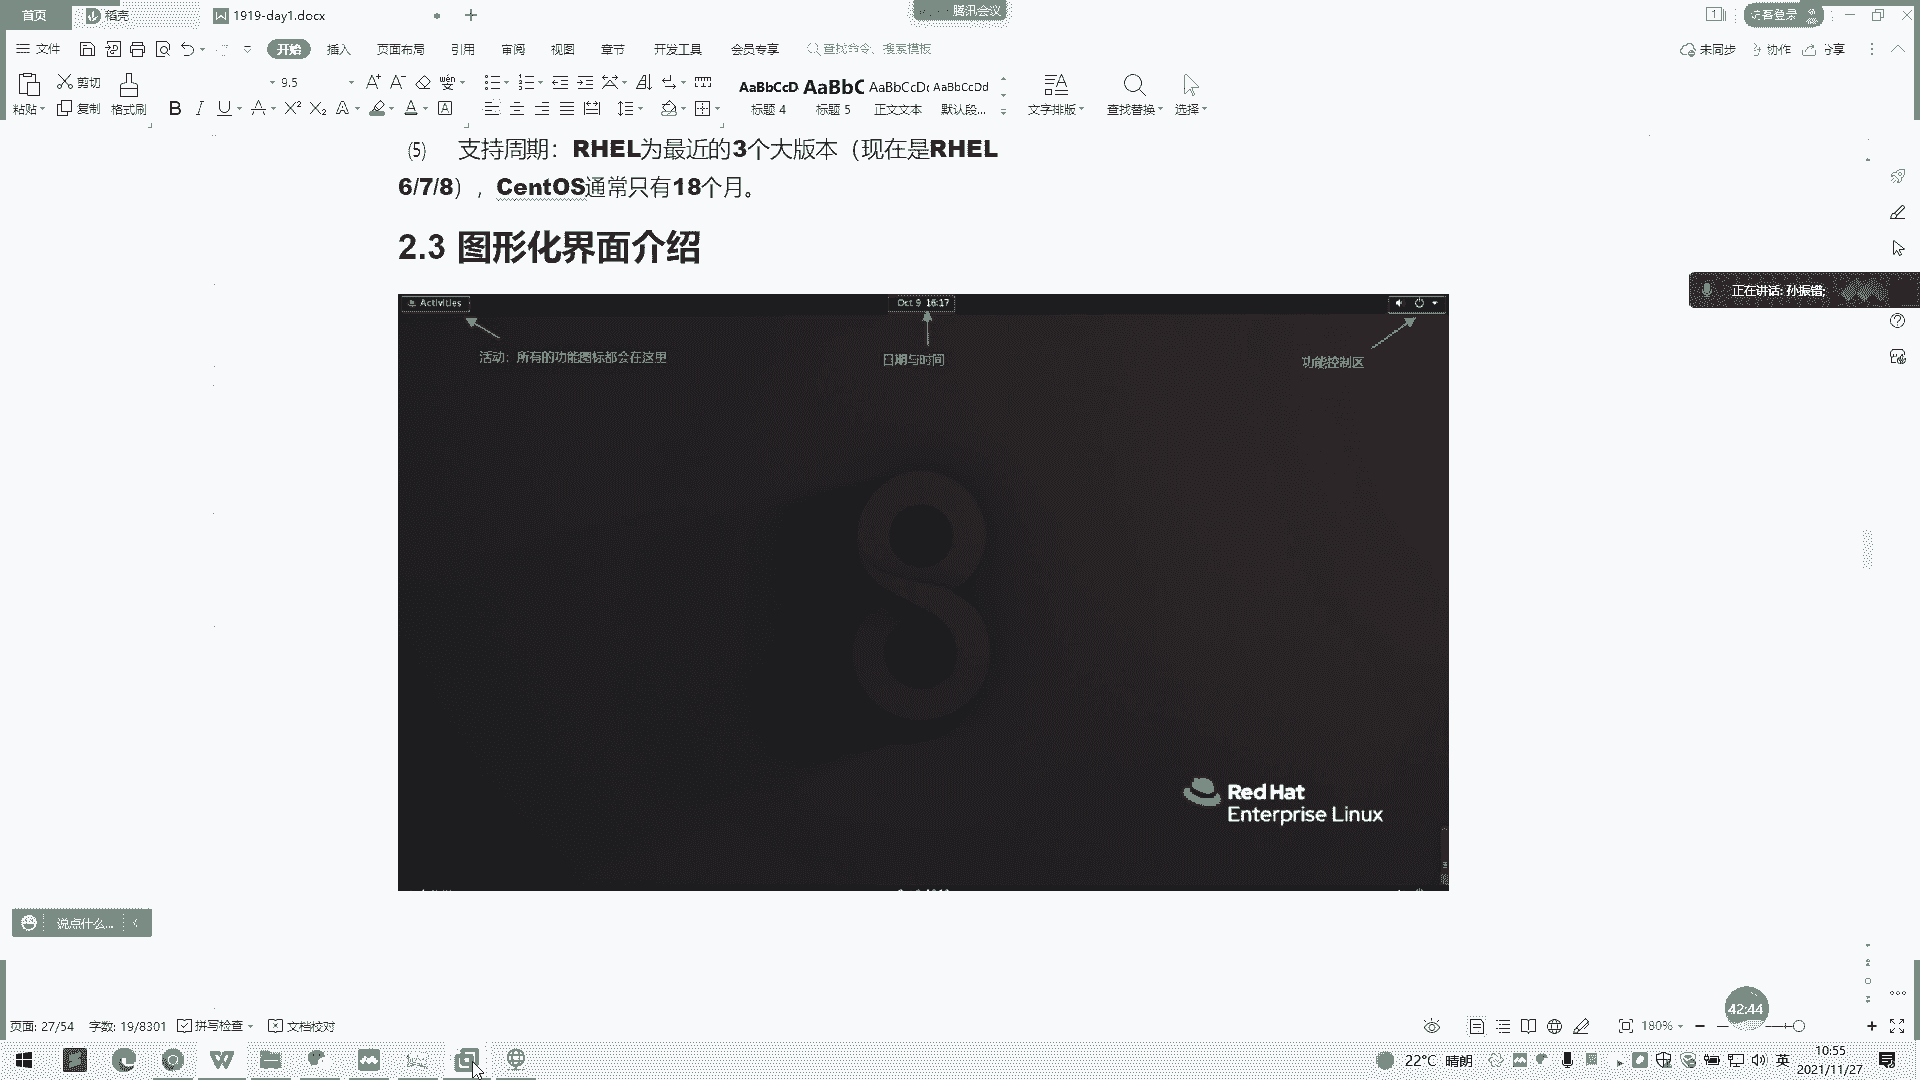 首页
稻壳
1919-day1.docx
腾讯会议
访客登录
文件
开始
插入
页面布局
引用
审阅
视图
章节
开发工具
会员专享
查找命令、搜索模板
未同步
协作
分享
粘贴
剪切
复制
格式刷
9.5
AaBbCcD
AaBbC
AaBbCcDc
AaBbCcDd
标题 4
标题 5
正文文本
默认段...
文字排版
查找替换
选择
(5) 支持周期：RHEL为最近的3个大版本（现在是RHEL
6/7/8），CentOS通常只有18个月。
2.3 图形化界面介绍
Activities
Oct 9 16:17
活动：所有的功能图标都会在这里
日期与时间
功能控制区
Red Hat
Enterprise Linux
正在讲话: 孙振锴;
说点什么...
42:44
页面: 27/54
字数: 19/8301
拼写检查
文档校对
180%
22°C 晴朗
英
10:55
2021/11/27